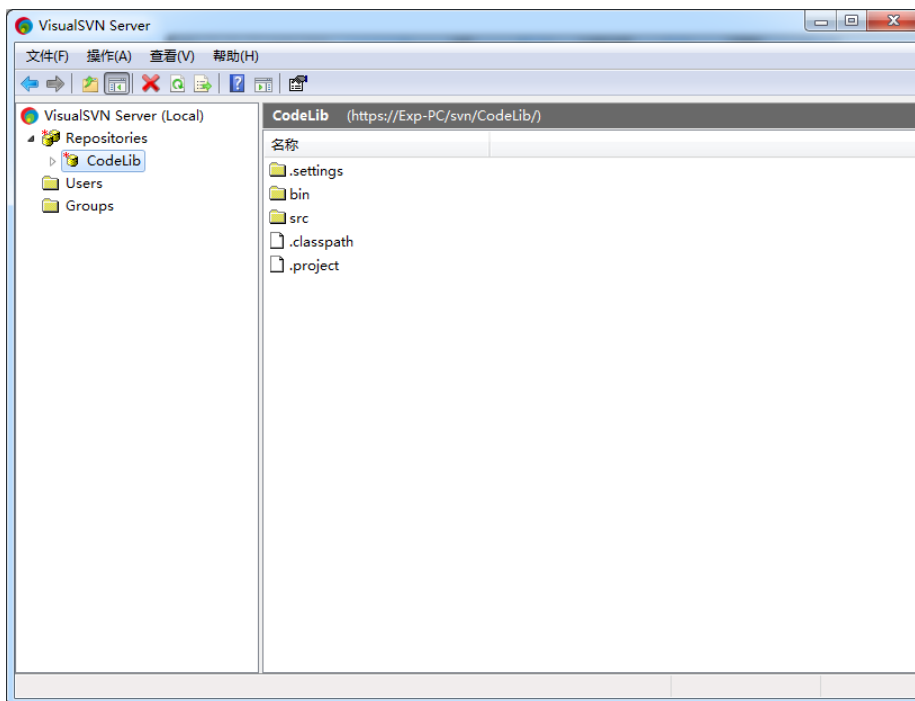 VisualSVN Server
文件(F) 操作(A) 查看(V) 帮助(H)
VisualSVN Server (Local)
Repositories
CodeLib
Users
Groups
CodeLib (https://Exp-PC/svn/CodeLib/)
名称
.settings
bin
src
.classpath
.project